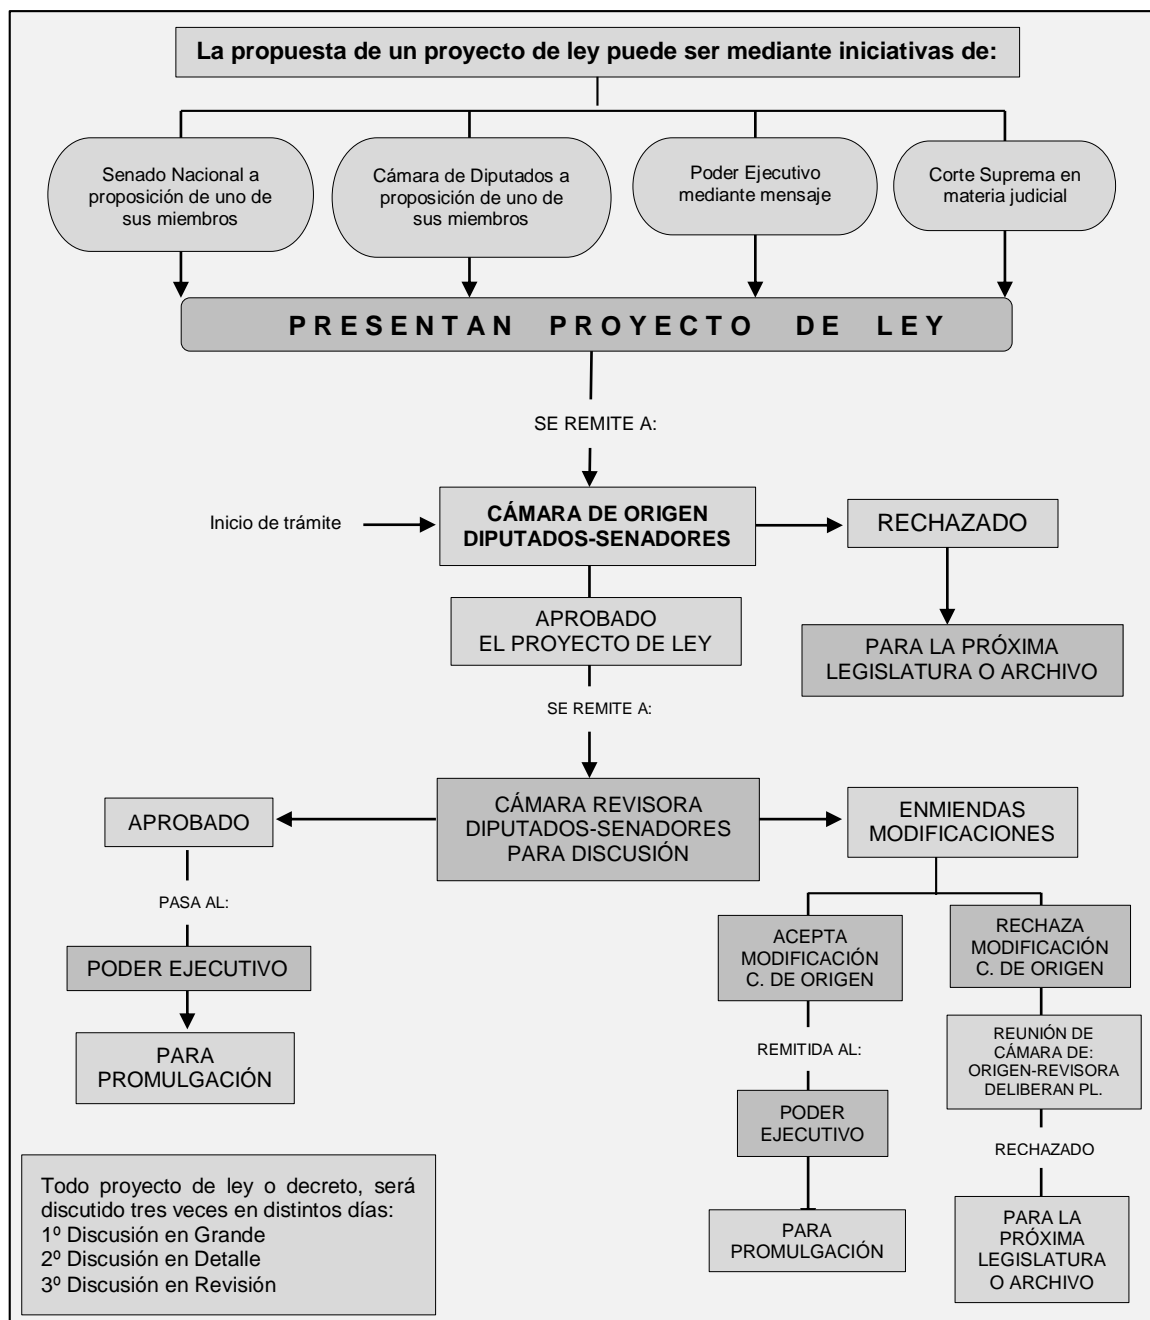 La propuesta de un proyecto de ley puede ser mediante iniciativas de:
Senado Nacional a
proposición de uno de
sus miembros
Cámara de Diputados a
proposición de uno de
sus miembros
Poder Ejecutivo
mediante mensaje
Corte Suprema en
materia judicial
PRESENTAN PROYECTO DE LEY
SE REMITE A:
Inicio de trámite
CÁMARA DE ORIGEN
DIPUTADOS-SENADORES
RECHAZADO
APROBADO
EL PROYECTO DE LEY
PARA LA PRÓXIMA
LEGISLATURA O ARCHIVO
SE REMITE A:
CÁMARA REVISORA
DIPUTADOS-SENADORES
PARA DISCUSIÓN
APROBADO
ENMIENDAS
MODIFICACIONES
PASA AL:
PODER EJECUTIVO
PARA
PROMULGACIÓN
ACEPTA
MODIFICACIÓN
C. DE ORIGEN
REMITIDA AL:
PODER
EJECUTIVO
PARA
PROMULGACIÓN
RECHAZA
MODIFICACIÓN
C. DE ORIGEN
REUNIÓN DE
CÁMARA DE:
ORIGEN-REVISORA
DELIBERAN PL.
RECHAZADO
PARA LA
PRÓXIMA
LEGISLATURA
O ARCHIVO
Todo proyecto de ley o decreto, será
discutido tres veces en distintos días:
1º Discusión en Grande
2º Discusión en Detalle
3º Discusión en Revisión